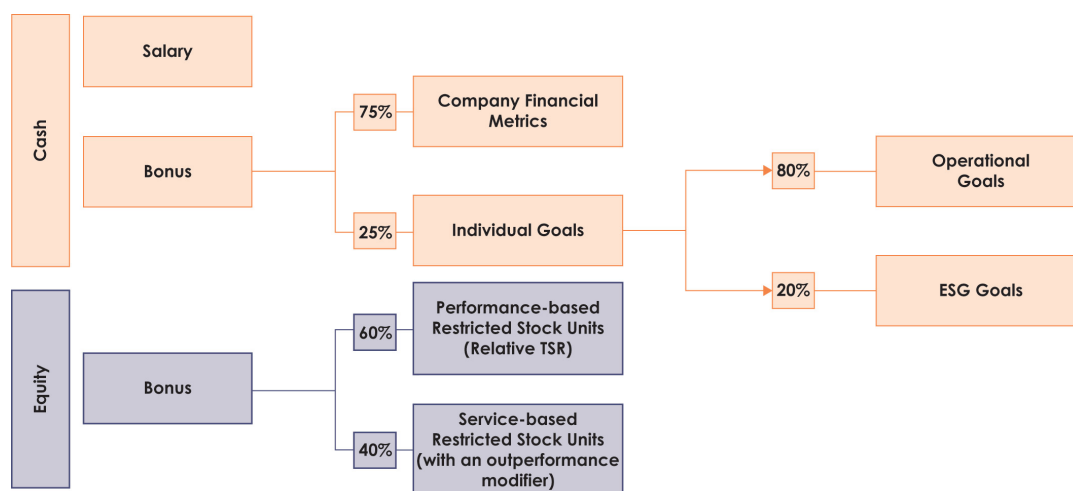 Cash
Salary
Bonus
75%
Company Financial
Metrics
25%
Individual Goals
80%
Operational
Goals
20%
ESG Goals
Equity
Bonus
60%
Performance-based
Restricted Stock Units
(Relative TSR)
40%
Service-based
Restricted Stock Units
(with an outperformance
modifier)